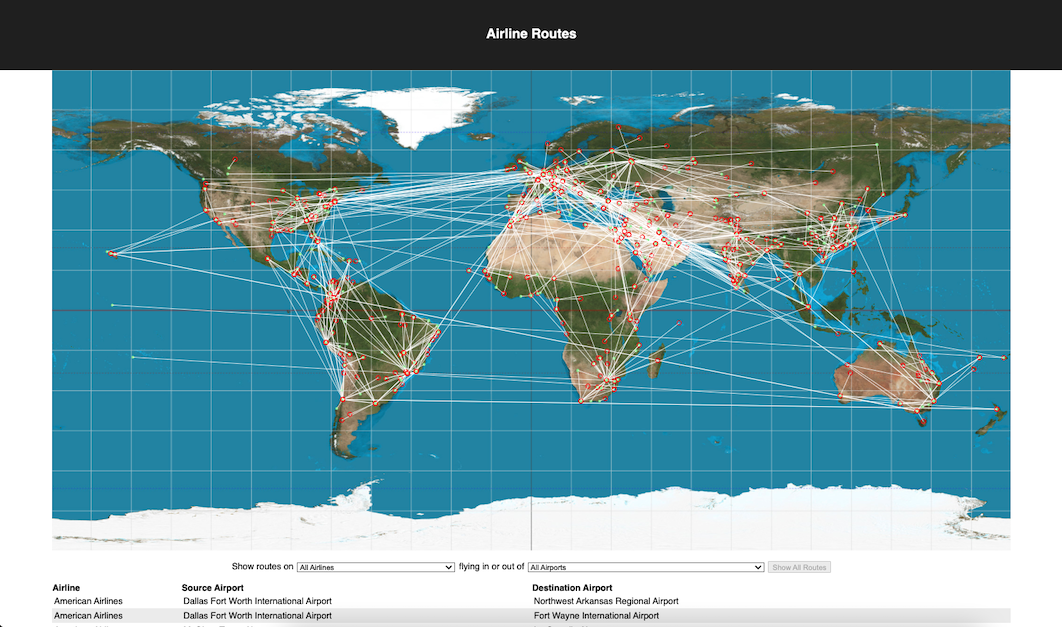 Airline Routes
Show routes on All Airlines flying in or out of All Airports Show All Routes
Airline Source Airport Destination Airport
American Airlines Dallas Fort Worth International Airport Northwest Arkansas Regional Airport
American Airlines Dallas Fort Worth International Airport Fort Wayne International Airport